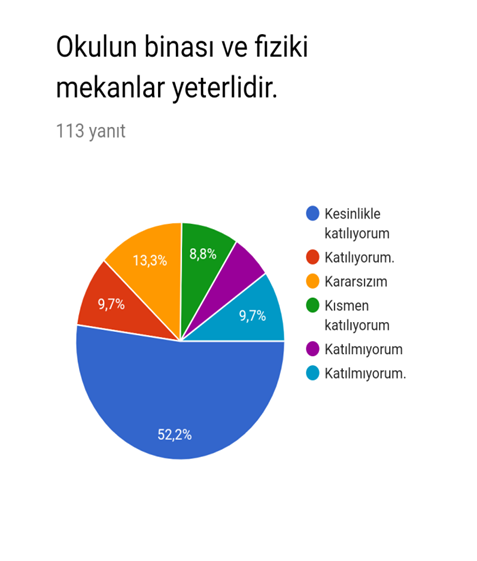 Okulun binası ve fiziki
mekanlar yeterlidir.
113 yanıt
Kesinlikle
katılıyorum
Katılıyorum.
Kararsızım
Kısmen
katılıyorum
Katılmıyorum
Katılmıyorum.
13,3%
8,8%
9,7%
9,7%
52,2%